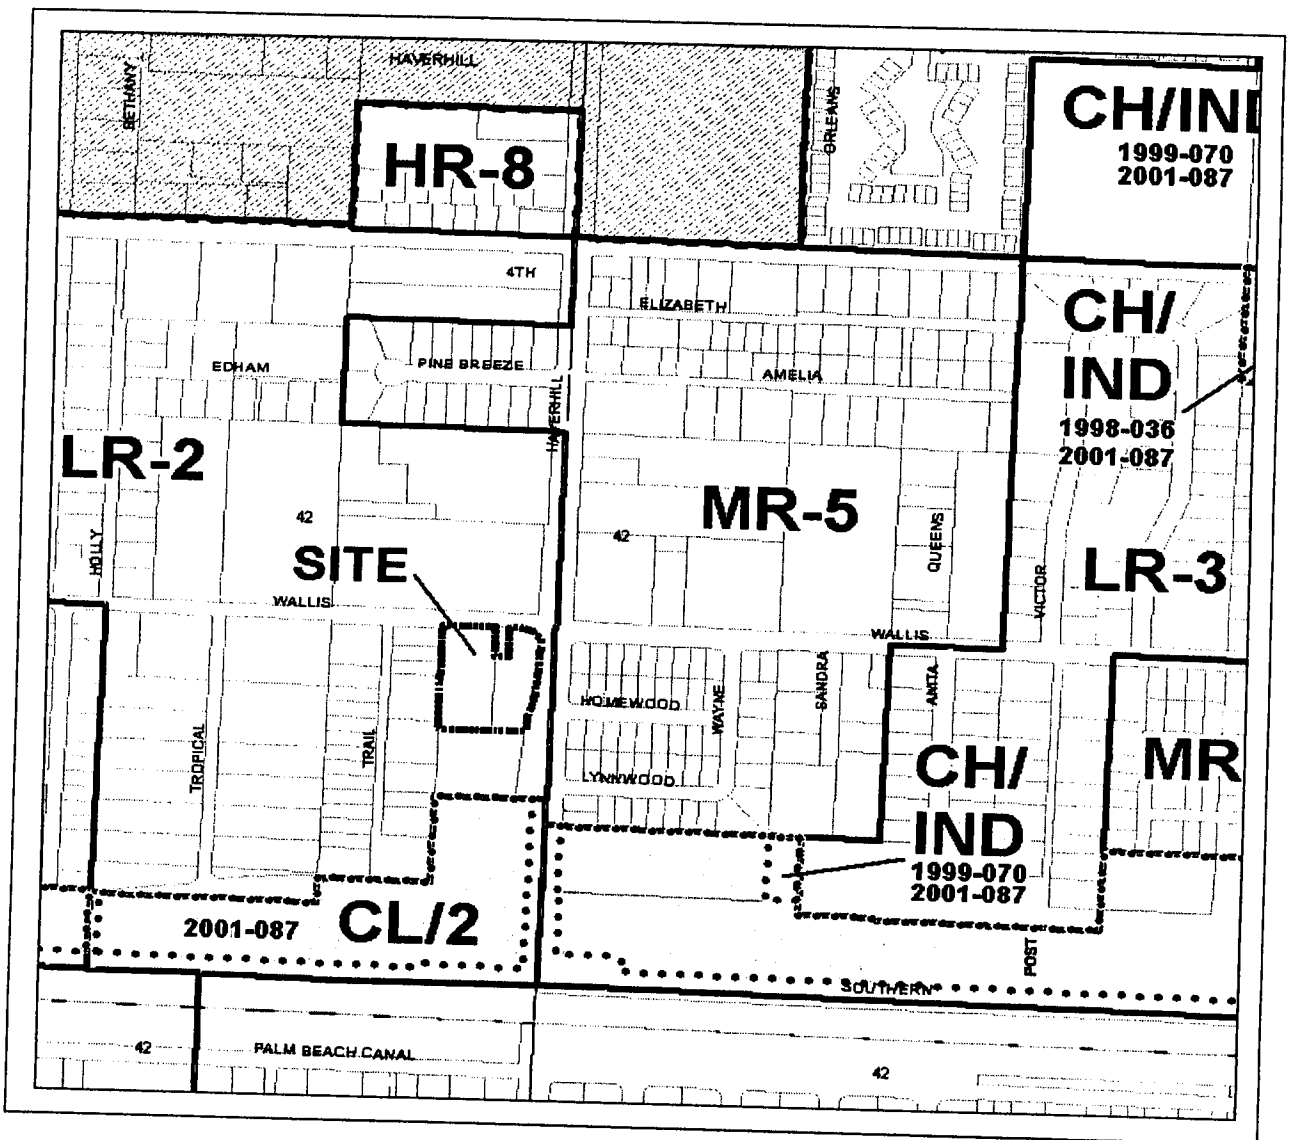 HAVERHILL
BETHANY
ORLEANS
CH/IND
1999-070
2001-087
HR-8
4TH
ELIZABETH
CH/
IND
1998-036
2001-087
EDHAM
PINE BREEZE
AMELIA
HAVERHILL
LR-2
MR-5
42
42
QUEENS
HOLLY
SITE
VICTOR
LR-3
WALLIS
WALLIS
SANDRA
ANITA
HOMEWOOD
WAYNE
TROPICAL
TRAIL
LYNNWOOD
CH/
IND
1999-070
2001-087
MR
2001-087
CL/2
POST
SOUTHERN
42
PALM BEACH CANAL
42